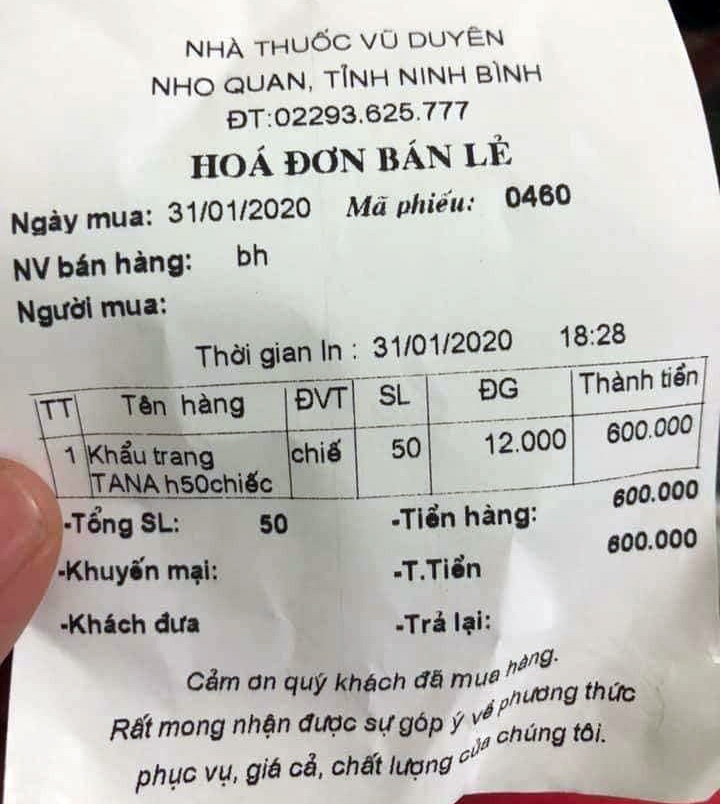 NHÀ THUỐC VŨ DUYÊN
NHO QUAN, TỈNH NINH BÌNH
ĐT:02293.625.777
HOÁ ĐƠN BÁN LẺ
Ngày mua: 31/01/2020 Mã phiếu: 0460
NV bán hàng: bh
Người mua:
Thời gian In : 31/01/2020 18:28
TT Tên hàng ĐVT SL ĐG Thành tiền
1 Khẩu trang chiế 50 12.000 600.000
TANA h50chiếc
-Tổng SL: 50 -Tiền hàng: 600.000
-Khuyến mại: -T.Tiền 600.000
-Khách đưa -Trả lại:
Cảm ơn quý khách đã mua hàng.
Rất mong nhận được sự góp ý về phương thức
phục vụ, giá cả, chất lượng của chúng tôi.